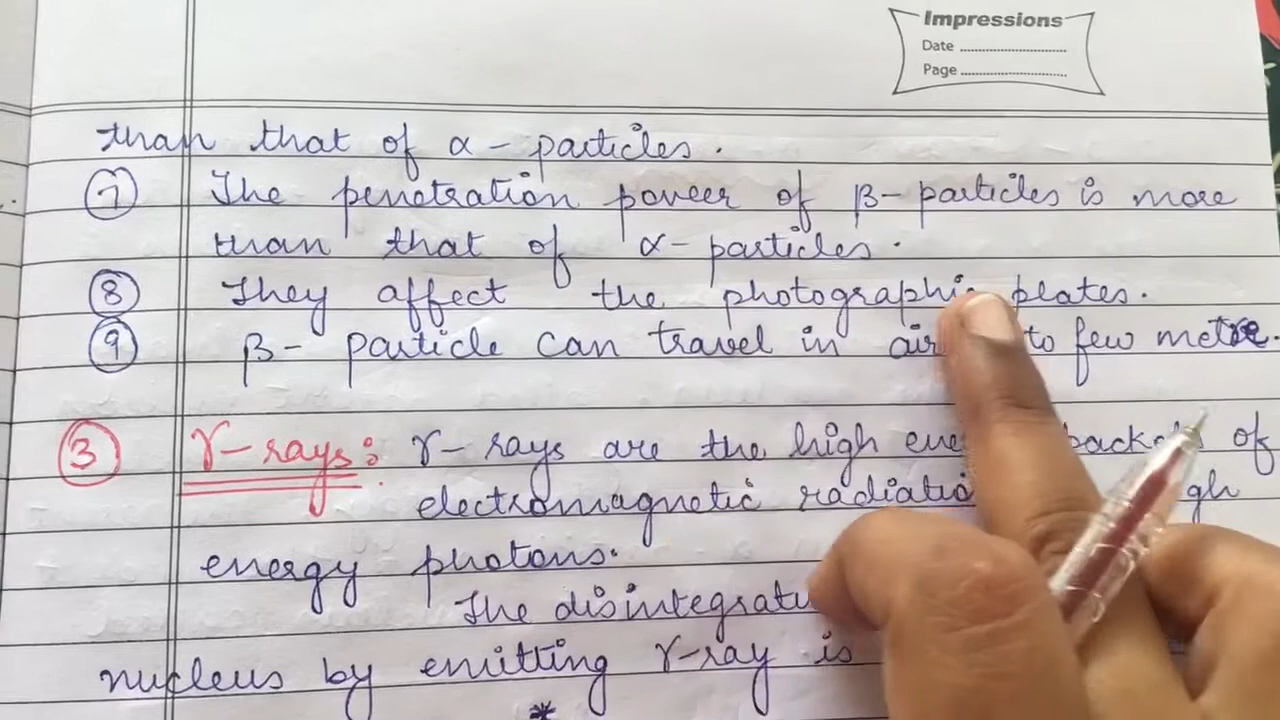 Impressions
Date
Page
than that of α - particles.
7 The penetration power of β - particles is more
than that of α - particles.
8 They affect the photographic plates.
9 β - particle can travel in air to few metre.
3 γ - rays: γ - rays are the high of
electromagnetic
energy photons.
The
nucleus by emitting γ-ray is
*